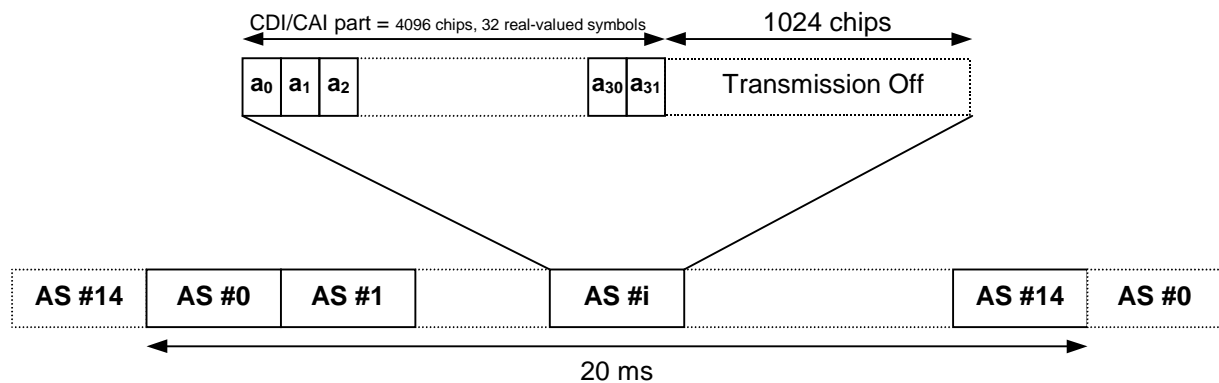 CDI/CAI part = 4096 chips, 32 real-valued symbols
1024 chips
a0 a1 a2 a30 a31 Transmission Off
AS #14 AS #0 AS #1 AS #i AS #14 AS #0
20 ms